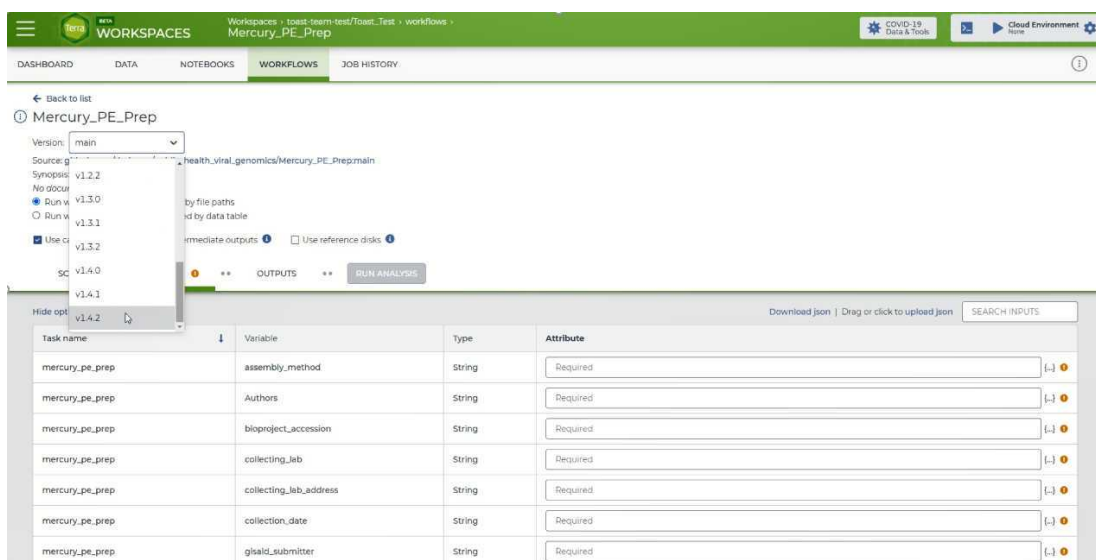 Terra
BETA
WORKSPACES
Workspaces › toast-team-test/Toast_Test › workflows ›
Mercury_PE_Prep
COVID-19
Data & Tools
Cloud Environment
None
DASHBOARD DATA NOTEBOOKS WORKFLOWS JOB HISTORY
Back to list
Mercury_PE_Prep
Version: main
Source: g health_viral_genomics/Mercury_PE_Prep:main
Synopsis
No docu
Run w by file paths
Run w d by data table
Use ca ermediate outputs Use reference disks
v1.2.2
v1.3.0
v1.3.1
v1.3.2
v1.4.0
v1.4.1
v1.4.2
SC OUTPUTS RUN ANALYSIS
Hide opt Download json | Drag or click to upload json SEARCH INPUTS
Task name Variable Type Attribute
mercury_pe_prep assembly_method String Required {...}
mercury_pe_prep Authors String Required {...}
mercury_pe_prep bioproject_accession String Required {...}
mercury_pe_prep collecting_lab String Required {...}
mercury_pe_prep collecting_lab_address String Required {...}
mercury_pe_prep collection_date String Required {...}
mercury_pe_prep gisaid_submitter String Required {...}